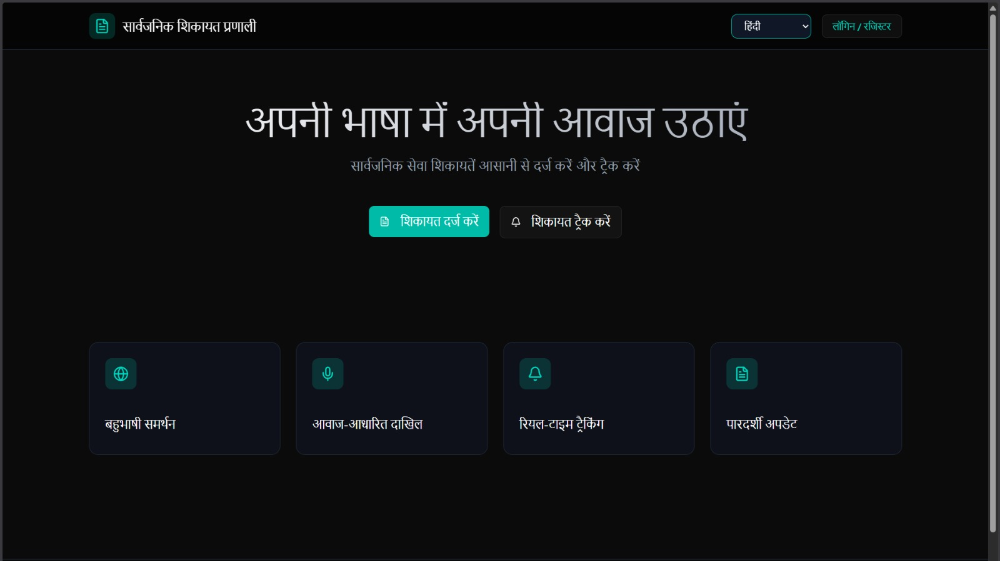 सार्वजनिक शिकायत प्रणाली
हिंदी
लॉगिन / रजिस्टर
अपनी भाषा में अपनी आवाज उठाएं
सार्वजनिक सेवा शिकायतें आसानी से दर्ज करें और ट्रैक करें
शिकायत दर्ज करें
शिकायत ट्रैक करें
बहुभाषी समर्थन
आवाज-आधारित दाखिल
रियल-टाइम ट्रैकिंग
पारदर्शी अपडेट